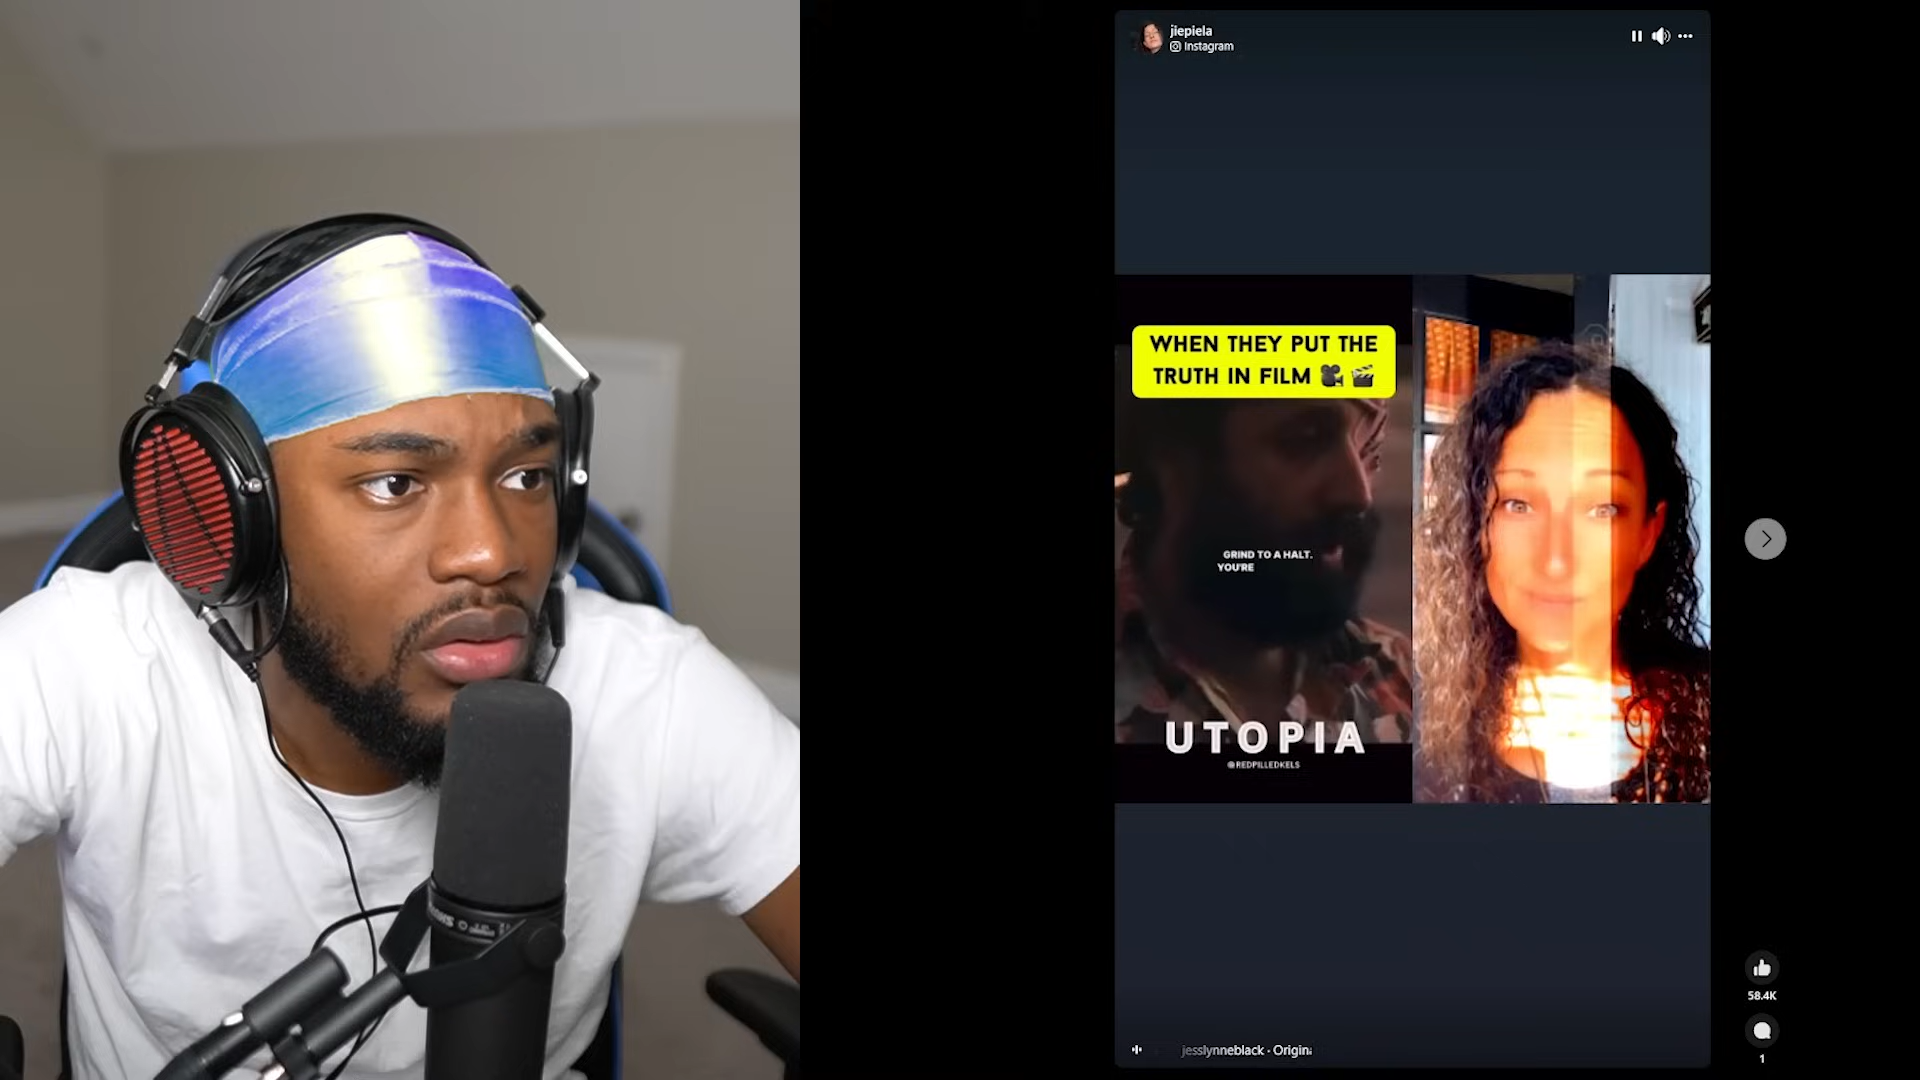 jiepiela
Instagram
WHEN THEY PUT THE
TRUTH IN FILM
GRIND TO A HALT.
YOU'RE
UTOPIA
@REDPILLEDKELS
58.4K
1
jesslynneblack · Origin